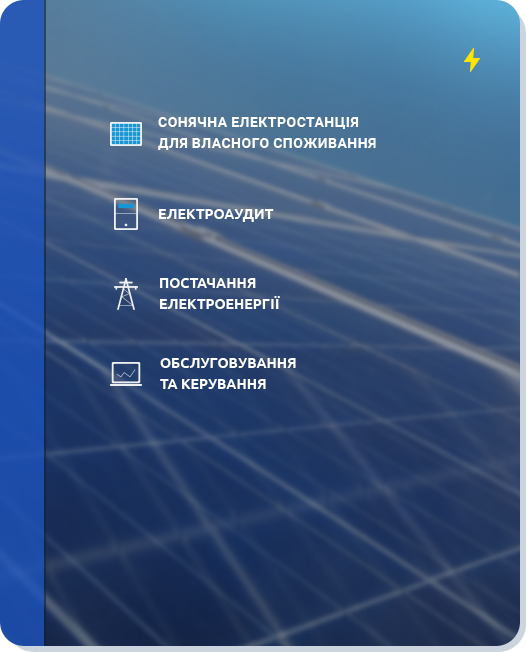 СОНЯЧНА ЕЛЕКТРОСТАНЦІЯ
ДЛЯ ВЛАСНОГО СПОЖИВАННЯ
ЕЛЕКТРОАУДИТ
ПОСТАЧАННЯ
ЕЛЕКТРОЕНЕРГІЇ
ОБСЛУГОВУВАННЯ
ТА КЕРУВАННЯ